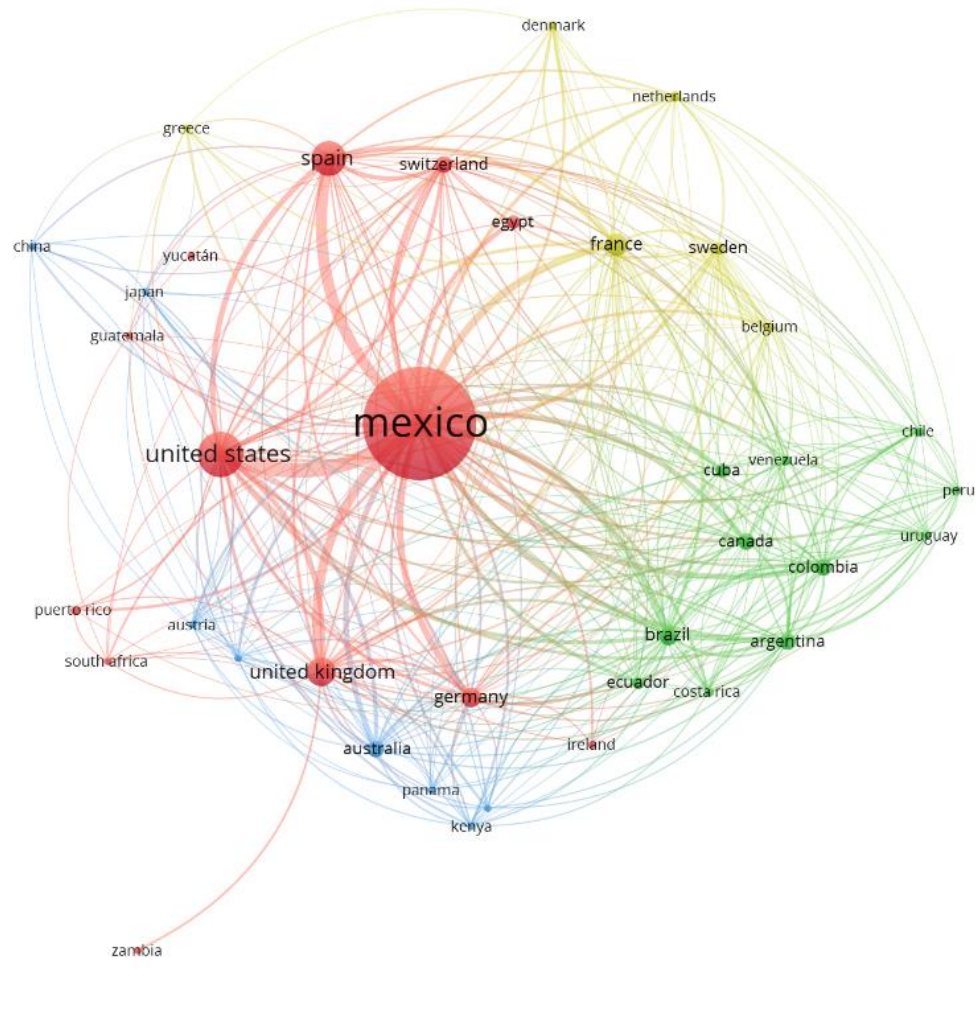 denmark
netherlands
greece
spain
switzerland
egypt
china
france
sweden
yucatán
japan
belgium
guatemala
mexico
chile
united states
venezuela
cuba
peru
uruguay
canada
colombia
puerto rico
austria
brazil
argentina
south africa
united kingdom
ecuador
costa rica
germany
ireland
australia
panama
kenya
zambia